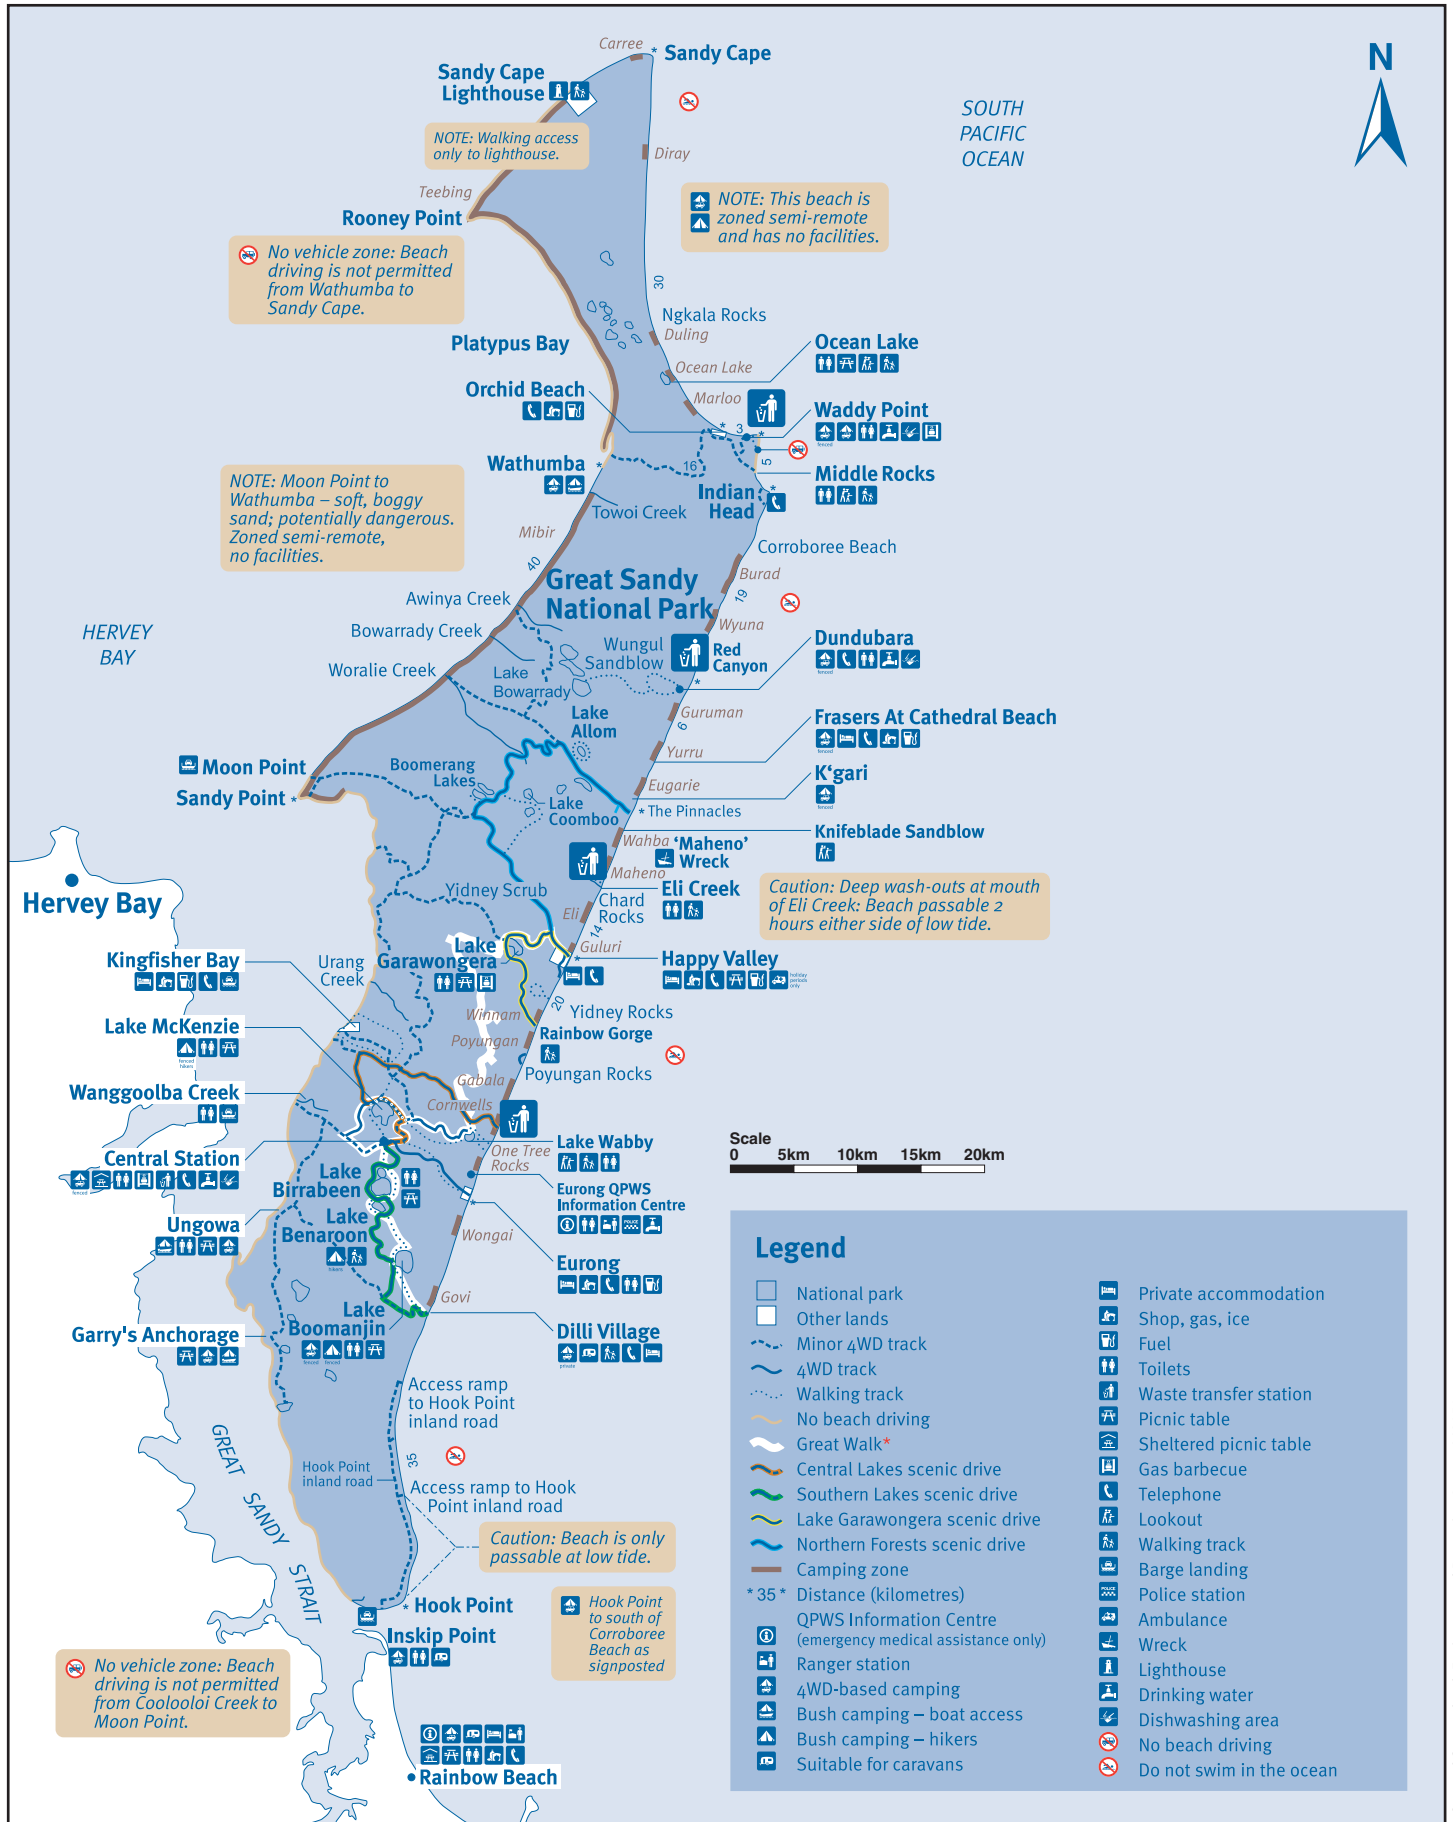 Carree
* Sandy Cape
Sandy Cape
Lighthouse
N
SOUTH
PACIFIC
OCEAN
NOTE: Walking access
only to lighthouse.
Diray
Teebing
Rooney Point
NOTE: This beach is
zoned semi-remote
and has no facilities.
No vehicle zone: Beach
driving is not permitted
from Wathumba to
Sandy Cape.
30
Ngkala Rocks
Duling
Platypus Bay
Ocean Lake
Ocean Lake
Orchid Beach
Marloo
Waddy Point
fenced
3
*
*
Wathumba *
16
5
Middle Rocks
Indian
Head
*
NOTE: Moon Point to
Wathumba – soft, boggy
sand; potentially dangerous.
Zoned semi-remote,
no facilities.
Towoi Creek
Mibir
40
Corroboree Beach
Great Sandy
National Park
Burad
19
Awinya Creek
Wyuna
HERVEY
BAY
Bowarrady Creek
Wungul
Sandblow
Red
Canyon
Dundubara
fenced
Woralie Creek
Lake
Bowarrady
*
Lake
Allom
Guruman
6
Frasers At Cathedral Beach
fenced
Yurru
Moon Point
Boomerang
Lakes
Eugarie
K‘gari
fenced
Sandy Point *
Lake
Coomboo
* The Pinnacles
Wahba
Knifeblade Sandblow
‘Maheno’
Wreck
Maheno
Hervey Bay
Yidney Scrub
Eli Creek
Caution: Deep wash-outs at mouth
of Eli Creek: Beach passable 2
hours either side of low tide.
Eli
Chard
Rocks
14
Lake
Garawongera
Guluri
*
Happy Valley
holiday
periods
only
Kingfisher Bay
Urang
Creek
20
Winnam
Yidney Rocks
Lake McKenzie
fenced
hikers
Poyungan
Rainbow Gorge
Poyungan Rocks
Wanggoolba Creek
Gabala
Cornwells
Scale
0 5km 10km 15km 20km
Central Station
fenced
One Tree
Rocks
Lake Wabby
Lake
Birrabeen
Eurong QPWS
Information Centre
POLICE
*
Ungowa
Lake
Benaroon
hikers
Wongai
Eurong
Govi
Garry's Anchorage
Lake
Boomanjin
fenced fenced
Dilli Village
private
Access ramp
to Hook Point
inland road
GREAT SANDY STRAIT
Hook Point
inland road
35
Access ramp to Hook
Point inland road
Caution: Beach is only
passable at low tide.
* Hook Point
Hook Point
to south of
Corroboree
Beach as
signposted
Inskip Point
No vehicle zone: Beach
driving is not permitted
from Coolooloi Creek to
Moon Point.
Rainbow Beach
Legend
National park
Other lands
Minor 4WD track
4WD track
Walking track
No beach driving
Great Walk*
Central Lakes scenic drive
Southern Lakes scenic drive
Lake Garawongera scenic drive
Northern Forests scenic drive
Camping zone
* 35 * Distance (kilometres)
QPWS Information Centre
(emergency medical assistance only)
Ranger station
4WD-based camping
Bush camping – boat access
Bush camping – hikers
Suitable for caravans
Private accommodation
Shop, gas, ice
Fuel
Toilets
Waste transfer station
Picnic table
Sheltered picnic table
Gas barbecue
Telephone
Lookout
Walking track
Barge landing
POLICE Police station
Ambulance
Wreck
Lighthouse
Drinking water
Dishwashing area
No beach driving
Do not swim in the ocean